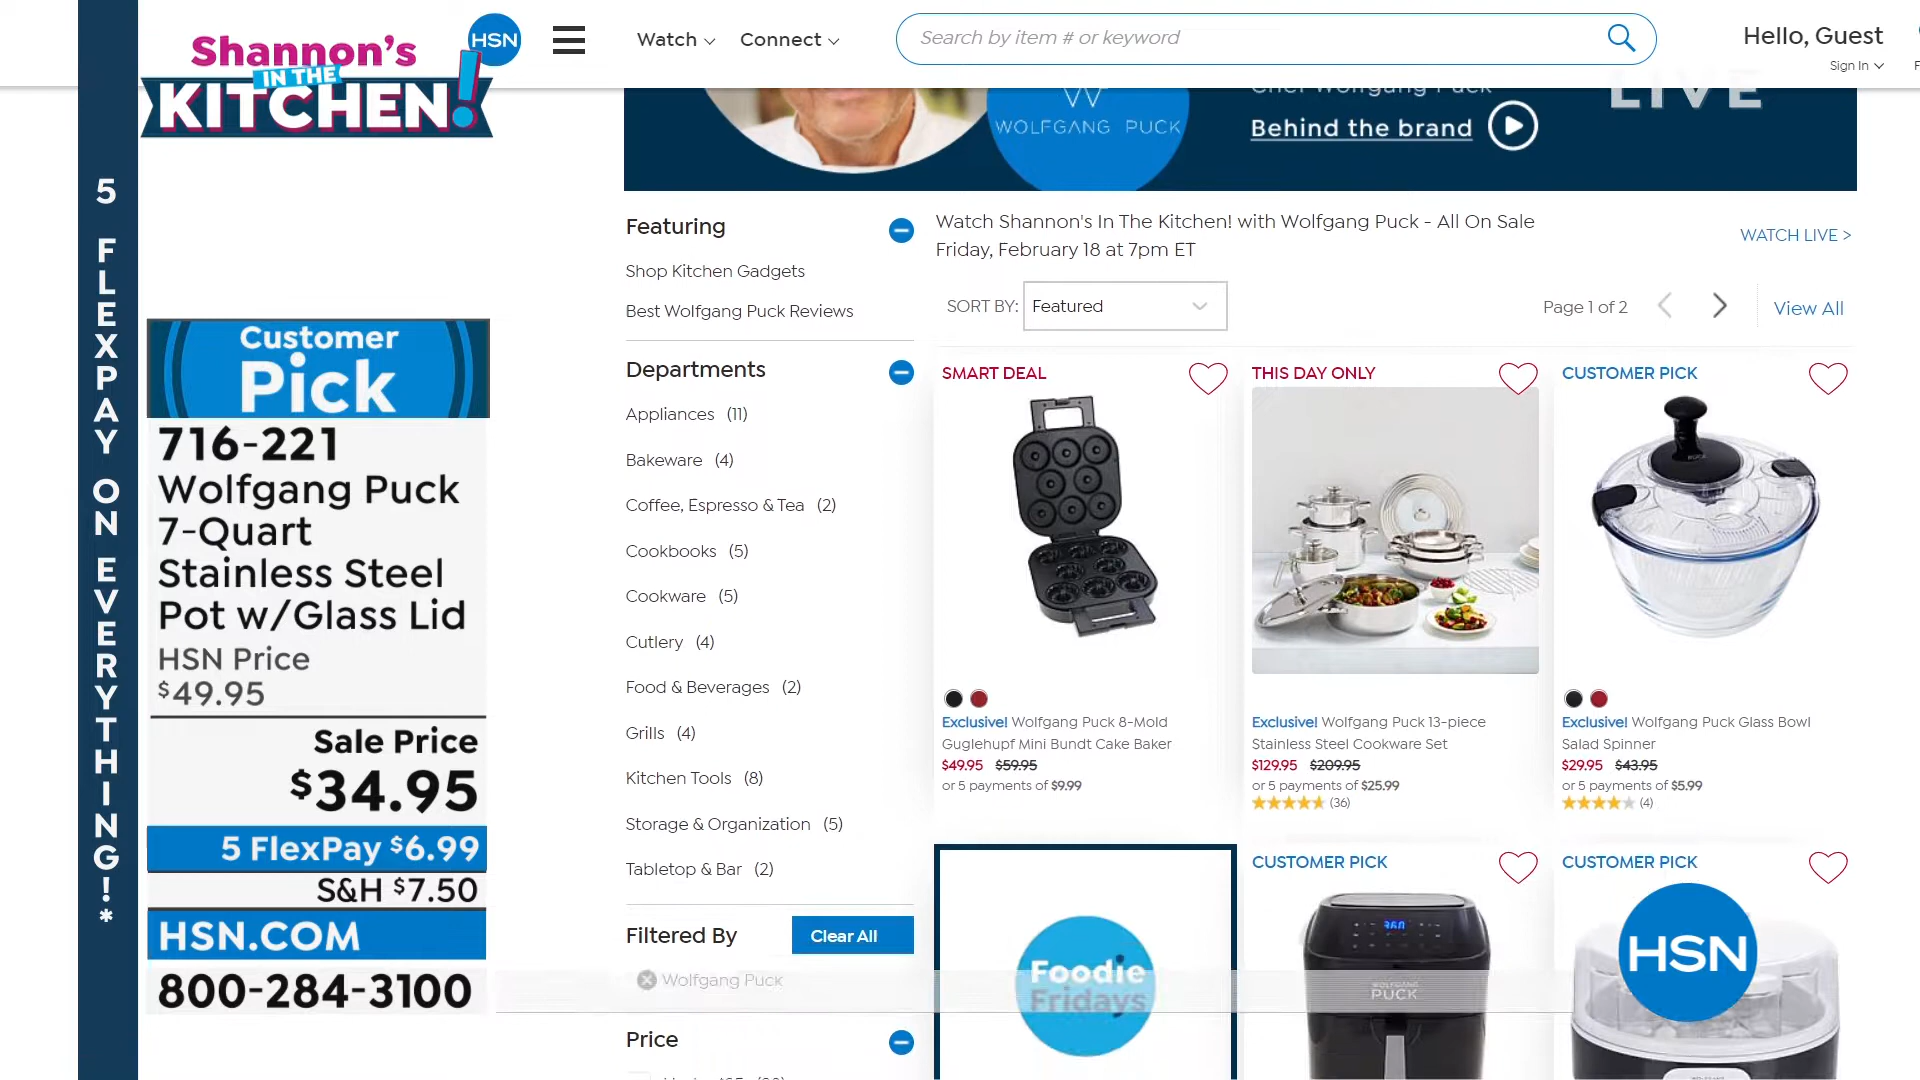 Shannon's
IN THE
KITCHEN!
HSN
Watch
Connect
Search by item # or keyword
Hello, Guest
Sign In
5 FLEXPAY ON EVERYTHING!*
Customer
Pick
716-221
Wolfgang Puck
7-Quart
Stainless Steel
Pot w/Glass Lid
HSN Price
$49.95
Sale Price
$34.95
5 FlexPay $6.99
S&H $7.50
HSN.COM
800-284-3100
WOLFGANG PUCK
Chef Wolfgang Puck
Behind the brand
LIVE
Featuring
Shop Kitchen Gadgets
Best Wolfgang Puck Reviews
Departments
Appliances (11)
Bakeware (4)
Coffee, Espresso & Tea (2)
Cookbooks (5)
Cookware (5)
Cutlery (4)
Food & Beverages (2)
Grills (4)
Kitchen Tools (8)
Storage & Organization (5)
Tabletop & Bar (2)
Filtered By
Clear All
Wolfgang Puck
Price
Watch Shannon's In The Kitchen! with Wolfgang Puck - All On Sale
Friday, February 18 at 7pm ET
WATCH LIVE >
SORT BY: Featured
Page 1 of 2
View All
SMART DEAL
Exclusive! Wolfgang Puck 8-Mold
Guglehupf Mini Bundt Cake Baker
$49.95 $59.95
or 5 payments of $9.99
THIS DAY ONLY
Exclusive! Wolfgang Puck 13-piece
Stainless Steel Cookware Set
$129.95 $209.95
or 5 payments of $25.99
(36)
CUSTOMER PICK
PUCK
Exclusive! Wolfgang Puck Glass Bowl
Salad Spinner
$29.95 $43.95
or 5 payments of $5.99
(4)
Foodie
Fridays
CUSTOMER PICK
360
WOLFGANG
PUCK
CUSTOMER PICK
HSN